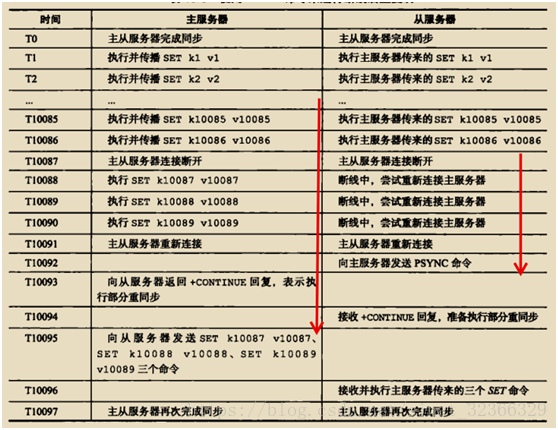 时间 主服务器 从服务器
T0 主从服务器完成同步 主从服务器完成同步
T1 执行并传播 SET k1 v1 执行主服务器传来的 SET k1 v1
T2 执行并传播 SET k2 v2 执行主服务器传来的 SET k2 v2
... ... ...
T10085 执行并传播 SET k10085 v10085 执行主服务器传来的 SET k10085 v10085
T10086 执行并传播 SET k10086 v10086 执行主服务器传来的 SET k10086 v10086
T10087 主从服务器连接断开 主从服务器连接断开
T10088 执行 SET k10087 v10087 断线中，尝试重新连接主服务器
T10089 执行 SET k10088 v10088 断线中，尝试重新连接主服务器
T10090 执行 SET k10089 v10089 断线中，尝试重新连接主服务器
T10091 主从服务器重新连接 主从服务器重新连接
T10092 向主服务器发送 PSYNC 命令
T10093 向从服务器返回 +CONTINUE 回复，表示执
行部分重同步
T10094 接收 +CONTINUE 回复，准备执行部分重同步
T10095 向从服务器发送 SET k10087 v10087、
SET k10088 v10088、SET k10089
v10089 三个命令
T10096 接收并执行主服务器传来的三个 SET 命令
T10097 主从服务器再次完成同步 主从服务器再次完成同步